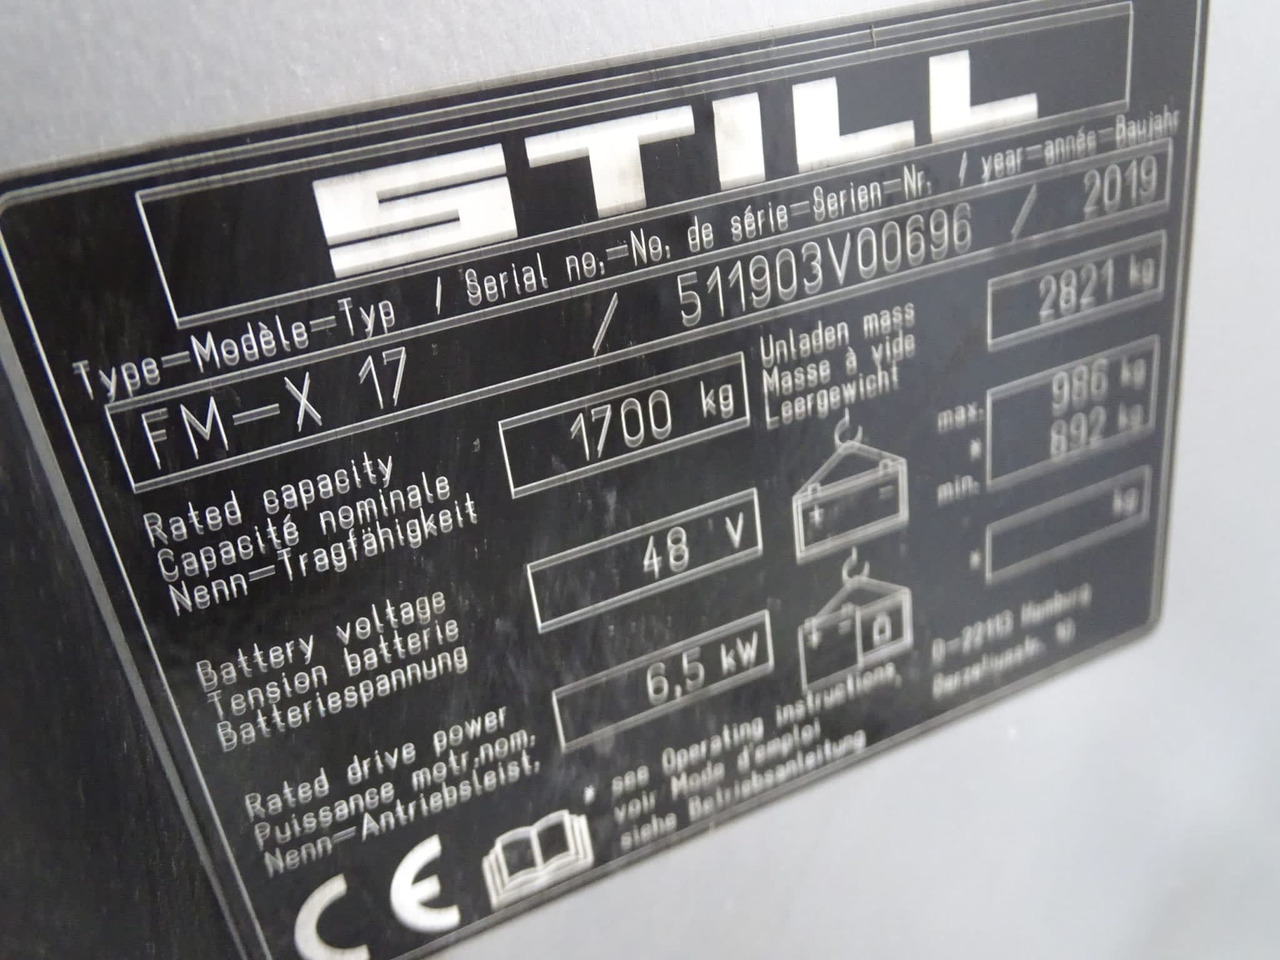 STILL
Type-Modèle-Typ / Serial no.-No. de série-Serien-Nr. / year-année-Baujahr
FM-X 17 / 511903V00696 / 2019
Rated capacity
Capacité nominale
Nenn-Tragfähigkeit
1700 kg
Unladen mass
Masse à vide
Leergewicht
2821 kg
Battery voltage
Tension batterie
Batteriespannung
48 V
max. 986 kg
*
min. 892 kg
Rated drive power
Puissance motr.nom.
Nenn-Antriebsleist.
6,5 kW
* kg
CE
* see Operating instructions,
voir Mode d'emploi
siehe Betriebsanleitung
D-22113 Hamburg
Berzeliusstr. 10